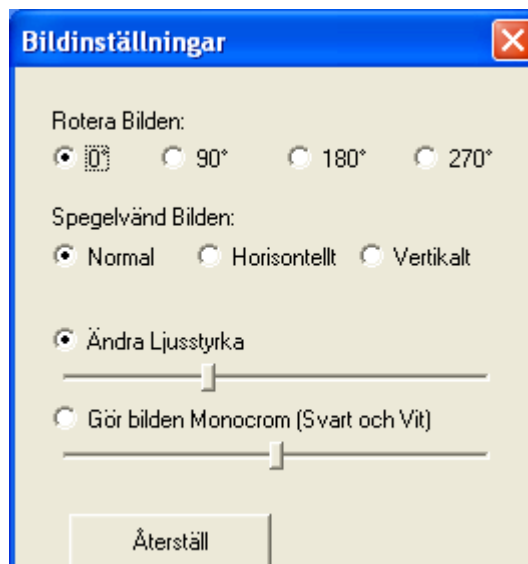 Bildinställningar
Rotera Bilden:
0° 90° 180° 270°
Spegelvänd Bilden:
Normal Horisontellt Vertikalt
Ändra Ljusstyrka
Gör bilden Monocrom (Svart och Vit)
Återställ